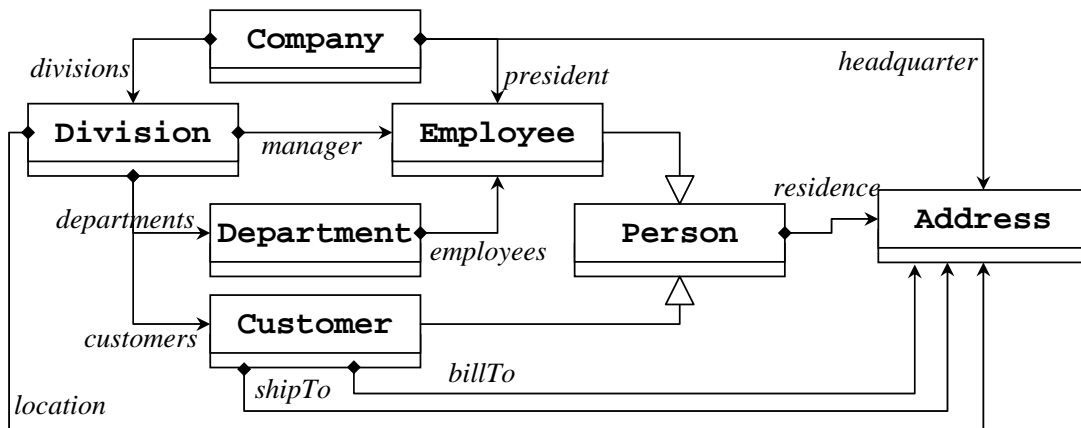 Company
divisions
president
headquarter
Division
manager
Employee
residence
departments
Department
employees
Person
Address
customers
Customer
shipTo
billTo
location